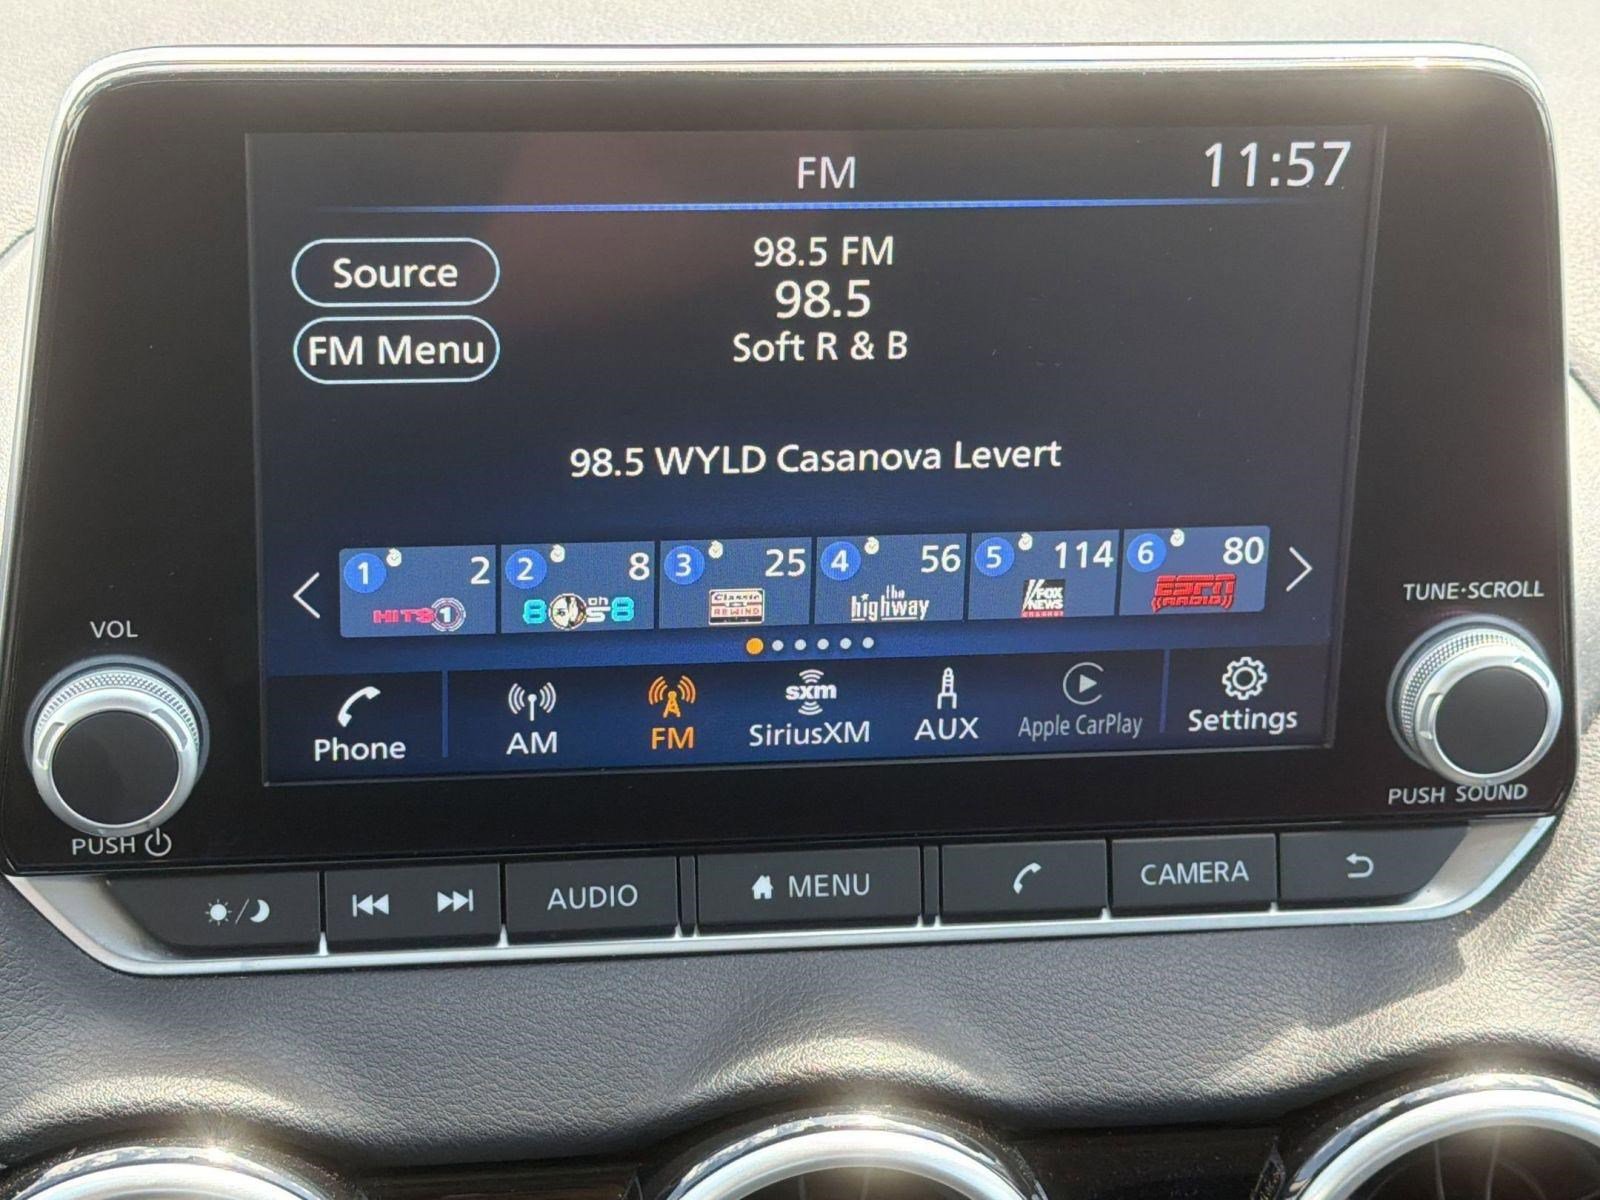 FM
11:57
Source
98.5 FM
98.5
FM Menu
Soft R & B
98.5 WYLD Casanova Levert
1 2
HITS 1
2 8
80s on 8
3 25
Classic REWIND
4 56
the highway
5 114
FOX NEWS CHANNEL
6 80
ESPN RADIO
VOL
TUNE·SCROLL
Phone
AM
FM
sxm
SiriusXM
AUX
Apple CarPlay
Settings
PUSH
PUSH SOUND
AUDIO
MENU
CAMERA